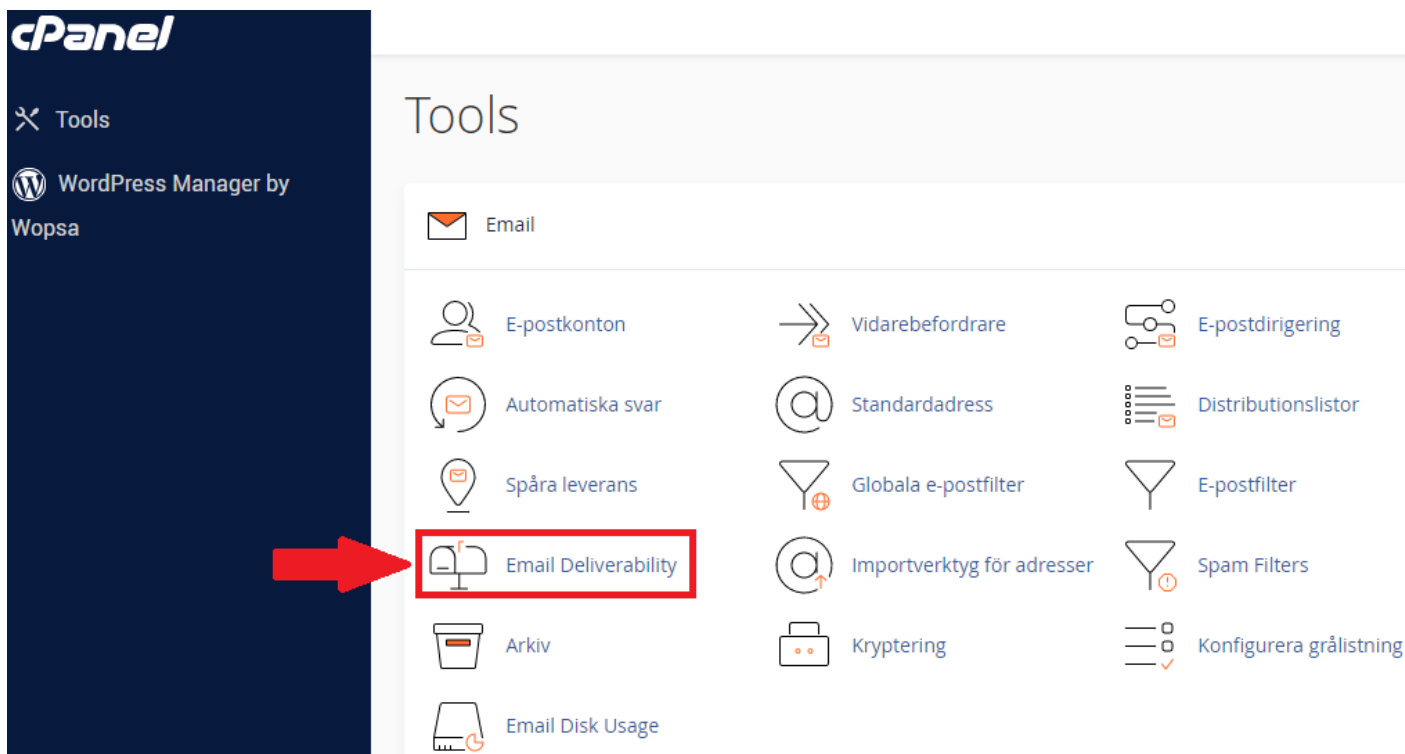 cPanel
Tools
WordPress Manager by
Wopsa
Tools
Email
E-postkonton
Vidarebefordrare
E-postdirigering
Automatiska svar
Standardadress
Distributionslistor
Spåra leverans
Globala e-postfilter
E-postfilter
Email Deliverability
Importverktyg för adresser
Spam Filters
Arkiv
Kryptering
Konfigurera grålistning
Email Disk Usage